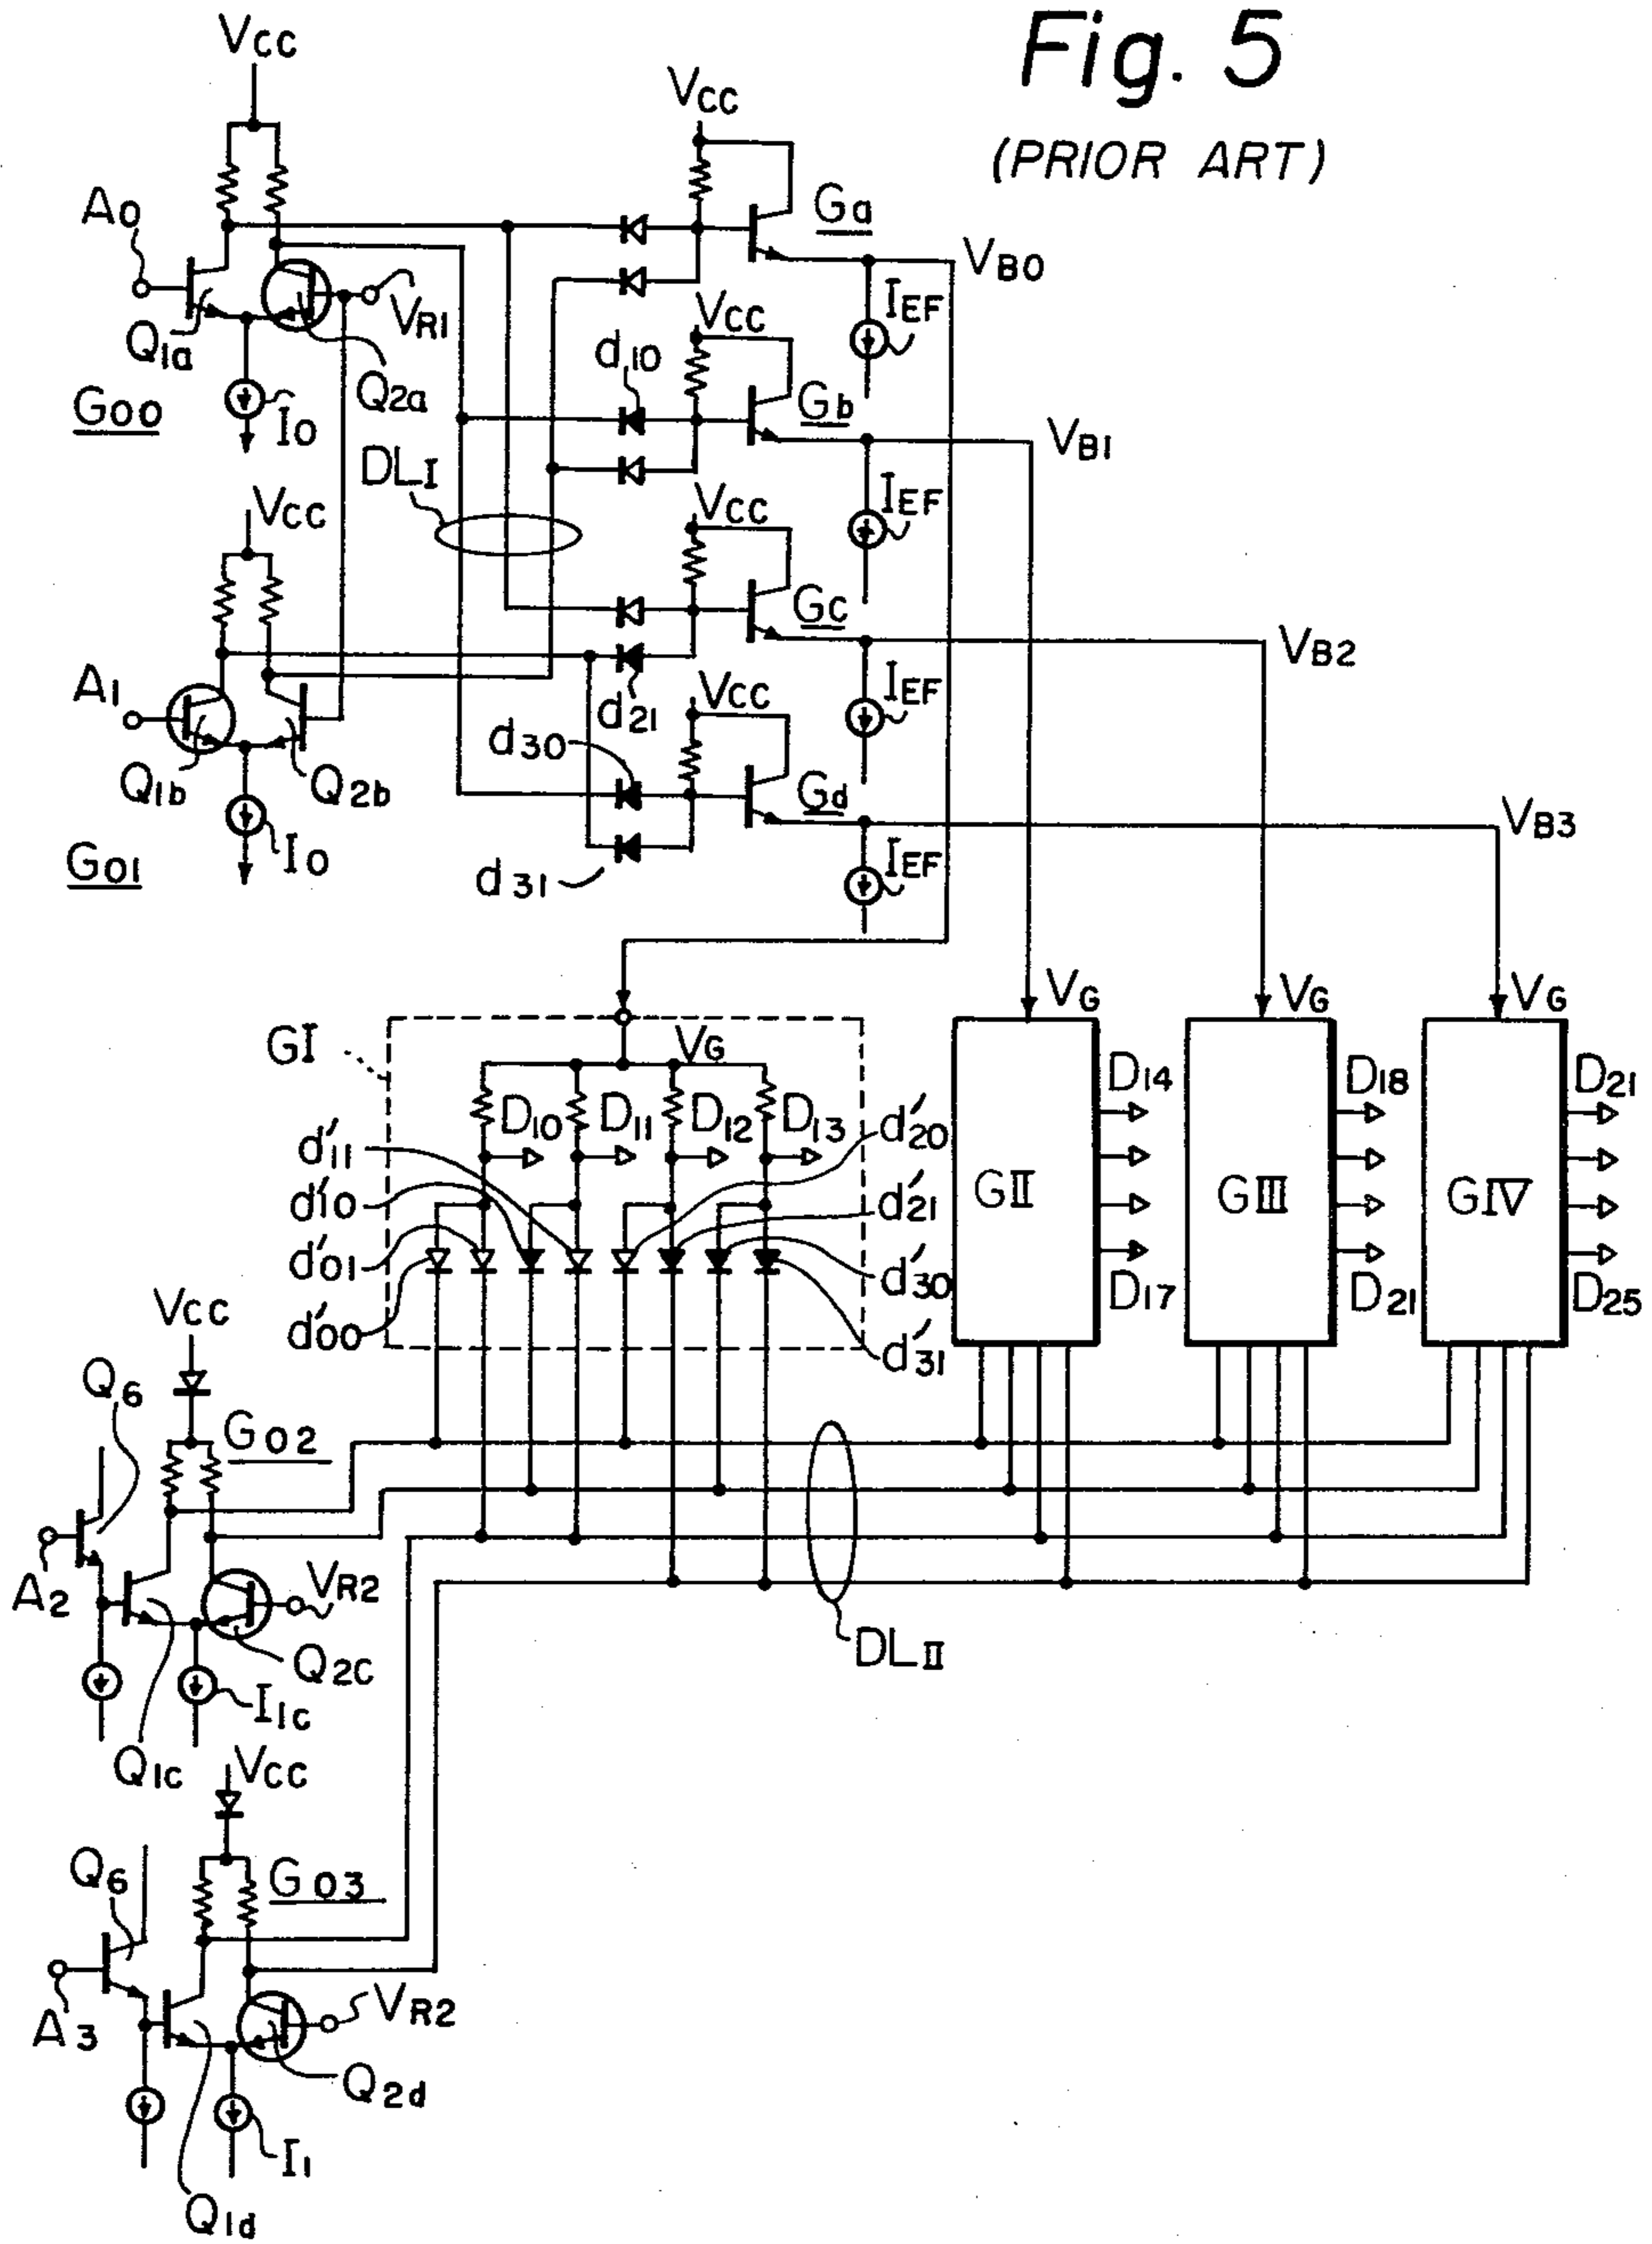 Fig. 5
(PRIOR ART)
VCC
VCC
A0
Ga
VB0
Q1a
VR1
Q2a
IEF
VCC
G00
I0
d10
Gb
VB1
DLI
IEF
VCC
VCC
Gc
VB2
A1
d21
IEF
VCC
d30
Q1b
Q2b
Gd
VB3
G01
I0
d31
IEF
GI
VG
VG
VG
VG
D10
D11
D12
D13
d'20
D14
D18
D21
d'11
d'10
d'21
GII
GIII
GIV
d'01
d'30
D17
D21
D25
d'00
d'31
VCC
Q6
G02
A2
VR2
DLII
Q2C
I1c
Q1c
VCC
Q6
G03
A3
VR2
Q2d
I1
Q1d